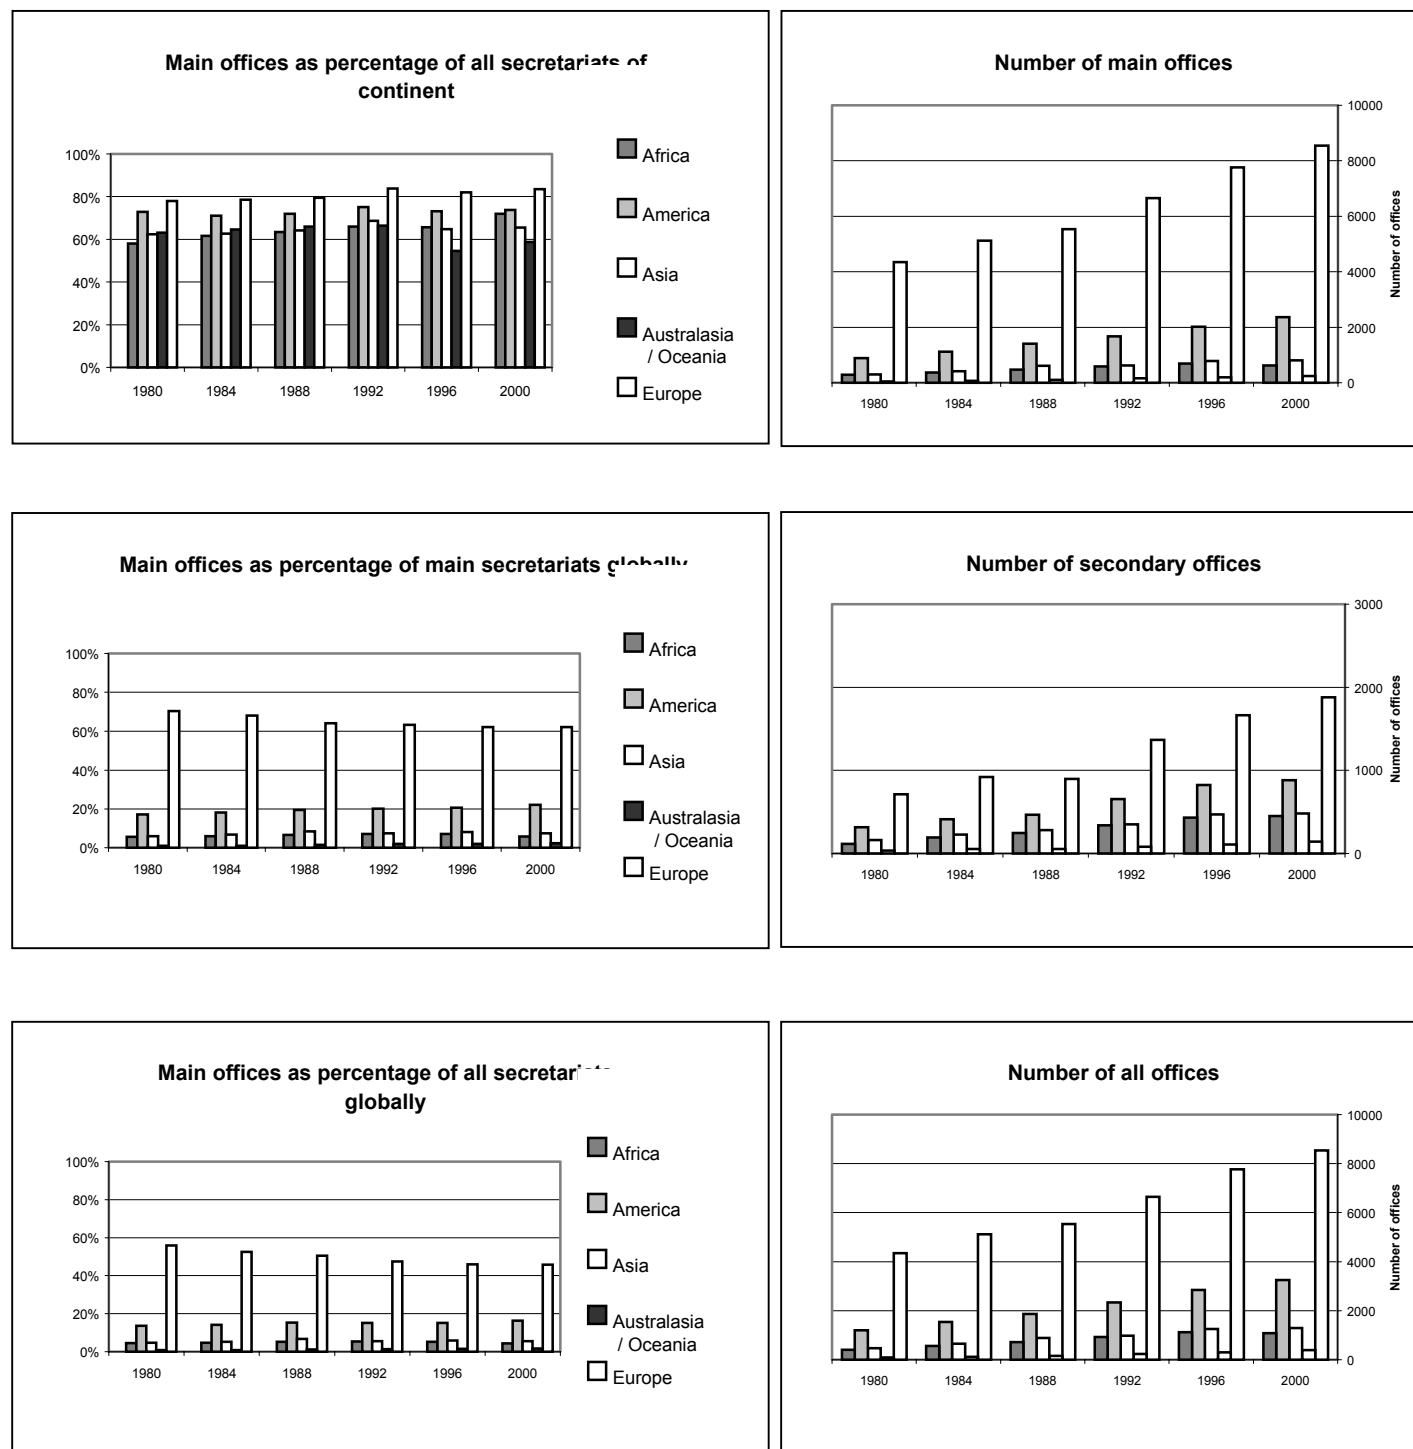 Main offices as percentage of all secretariats of
continent
100%
80%
60%
40%
20%
0%
1980 1984 1988 1992 1996 2000
Africa
America
Asia
Australasia
/ Oceania
Europe
Number of main offices
10000
8000
6000
4000
2000
0
Number of offices
1980 1984 1988 1992 1996 2000
Main offices as percentage of main secretariats globally
100%
80%
60%
40%
20%
0%
1980 1984 1988 1992 1996 2000
Africa
America
Asia
Australasia
/ Oceania
Europe
Number of secondary offices
3000
2000
1000
0
Number of offices
1980 1984 1988 1992 1996 2000
Main offices as percentage of all secretariats
globally
100%
80%
60%
40%
20%
0%
1980 1984 1988 1992 1996 2000
Africa
America
Asia
Australasia
/ Oceania
Europe
Number of all offices
10000
8000
6000
4000
2000
0
Number of offices
1980 1984 1988 1992 1996 2000